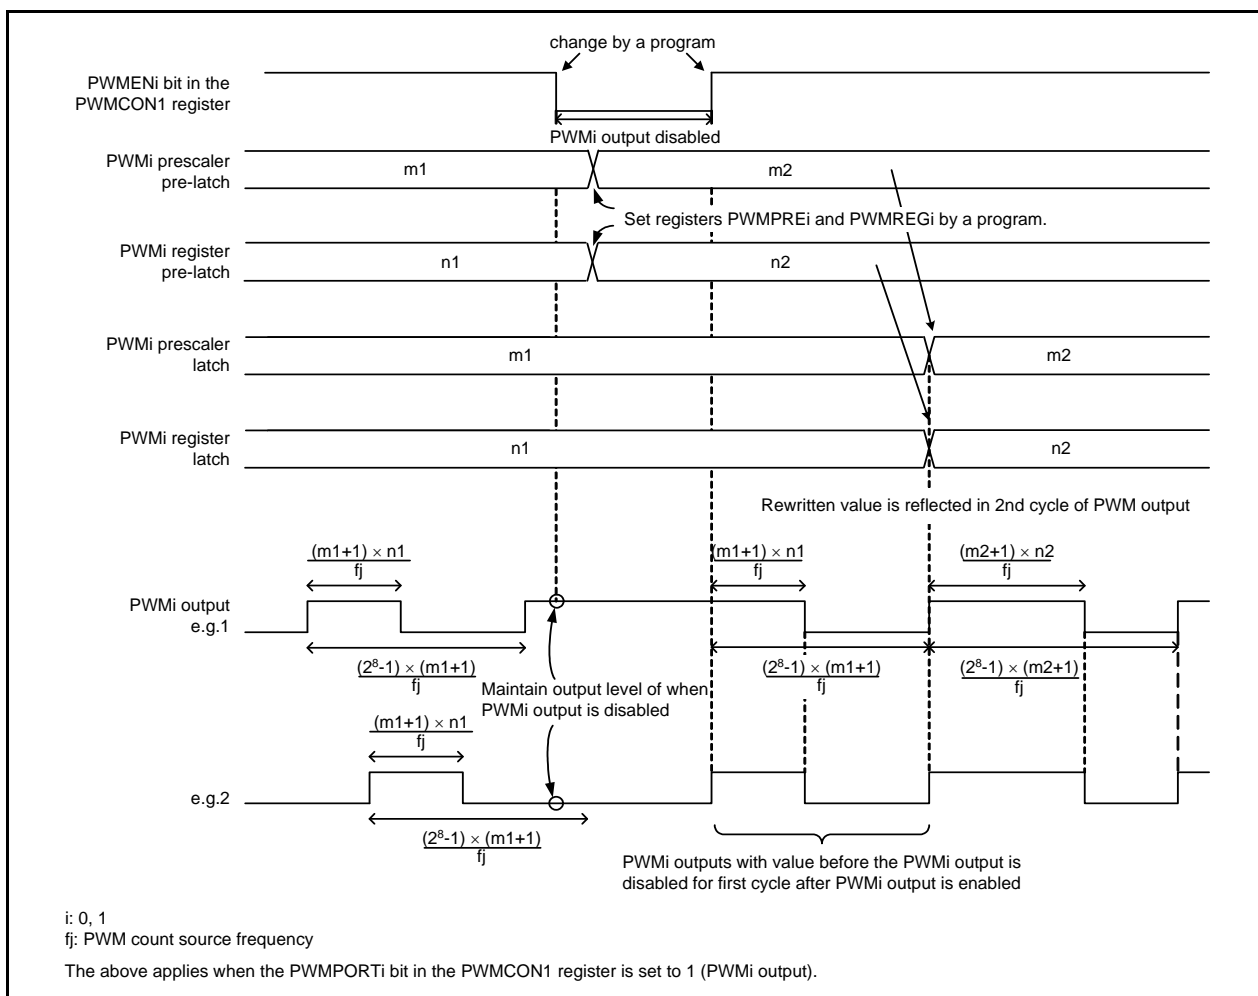 change by a program
PWMENi bit in the
PWMCON1 register
PWMi output disabled
PWMi prescaler
pre-latch
m1
m2
Set registers PWMPREi and PWMREGi by a program.
PWMi register
pre-latch
n1
n2
PWMi prescaler
latch
m1
m2
PWMi register
latch
n1
n2
Rewritten value is reflected in 2nd cycle of PWM output
(m1+1) × n1
fj
(m1+1) × n1
fj
(m2+1) × n2
fj
PWMi output
e.g.1
(2⁸-1) × (m1+1)
fj
(2⁸-1) × (m1+1)
fj
(2⁸-1) × (m2+1)
fj
Maintain output level of when
PWMi output is disabled
(m1+1) × n1
fj
e.g.2
(2⁸-1) × (m1+1)
fj
PWMi outputs with value before the PWMi output is
disabled for first cycle after PWMi output is enabled
i: 0, 1
fj: PWM count source frequency
The above applies when the PWMPORTi bit in the PWMCON1 register is set to 1 (PWMi output).